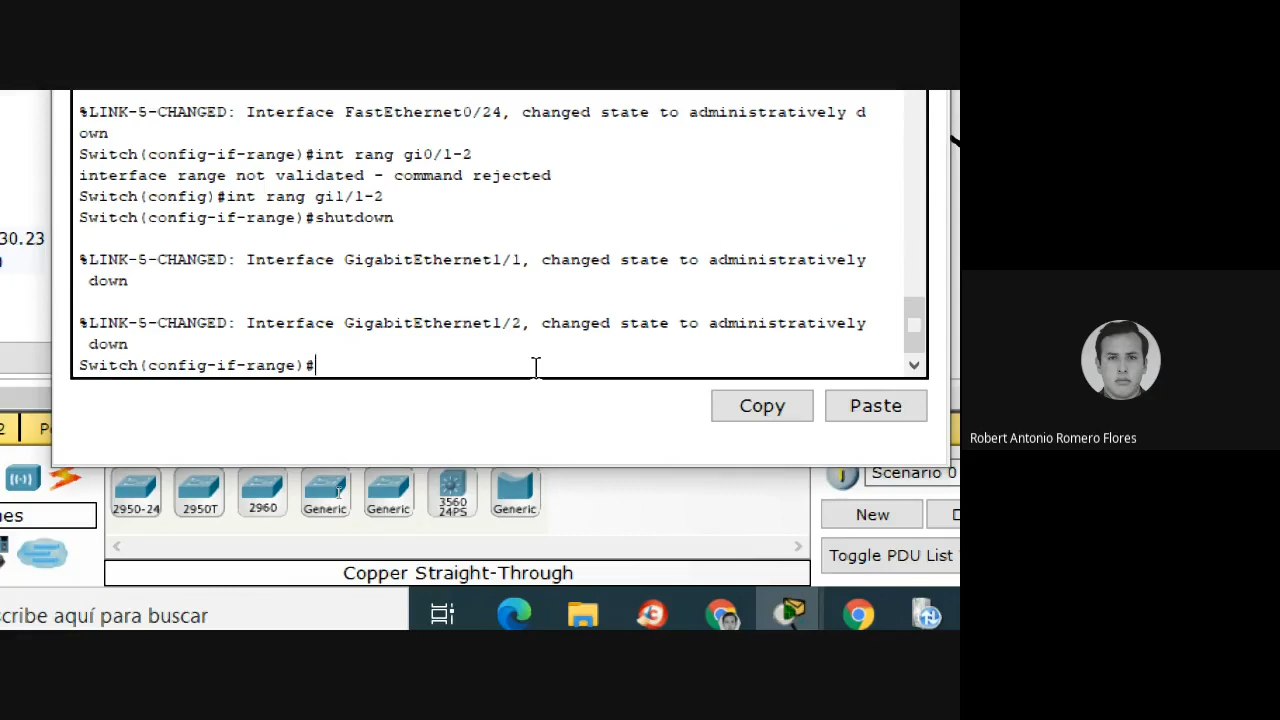 %LINK-5-CHANGED: Interface FastEthernet0/24, changed state to administratively d
own
Switch(config-if-range)#int rang gi0/1-2
interface range not validated - command rejected
Switch(config)#int rang gi1/1-2
Switch(config-if-range)#shutdown
%LINK-5-CHANGED: Interface GigabitEthernet1/1, changed state to administratively
down
%LINK-5-CHANGED: Interface GigabitEthernet1/2, changed state to administratively
down
Switch(config-if-range)#
30.23
Copy
Paste
2
P
2950-24
2950T
2960
Generic
Generic
3560
24PS
Generic
Scenario 0
New
Toggle PDU List
Copper Straight-Through
cribe aquí para buscar
Robert Antonio Romero Flores